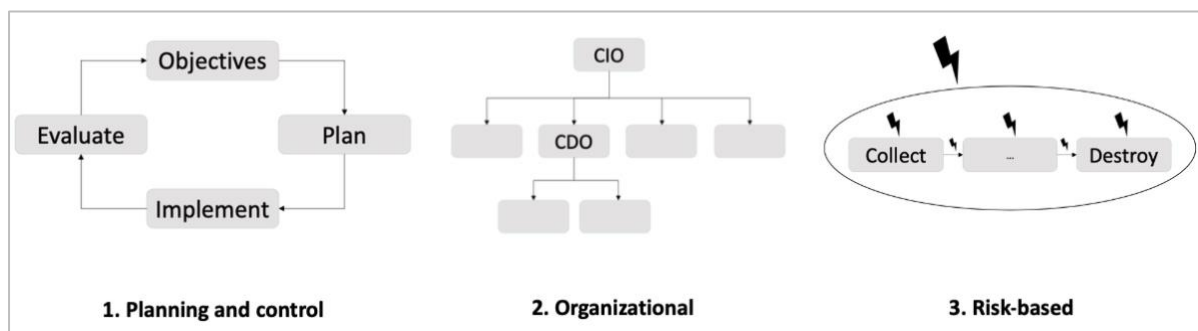 Objectives
Evaluate
Plan
Implement
1. Planning and control
CIO
CDO
2. Organizational
Collect
...
Destroy
3. Risk-based